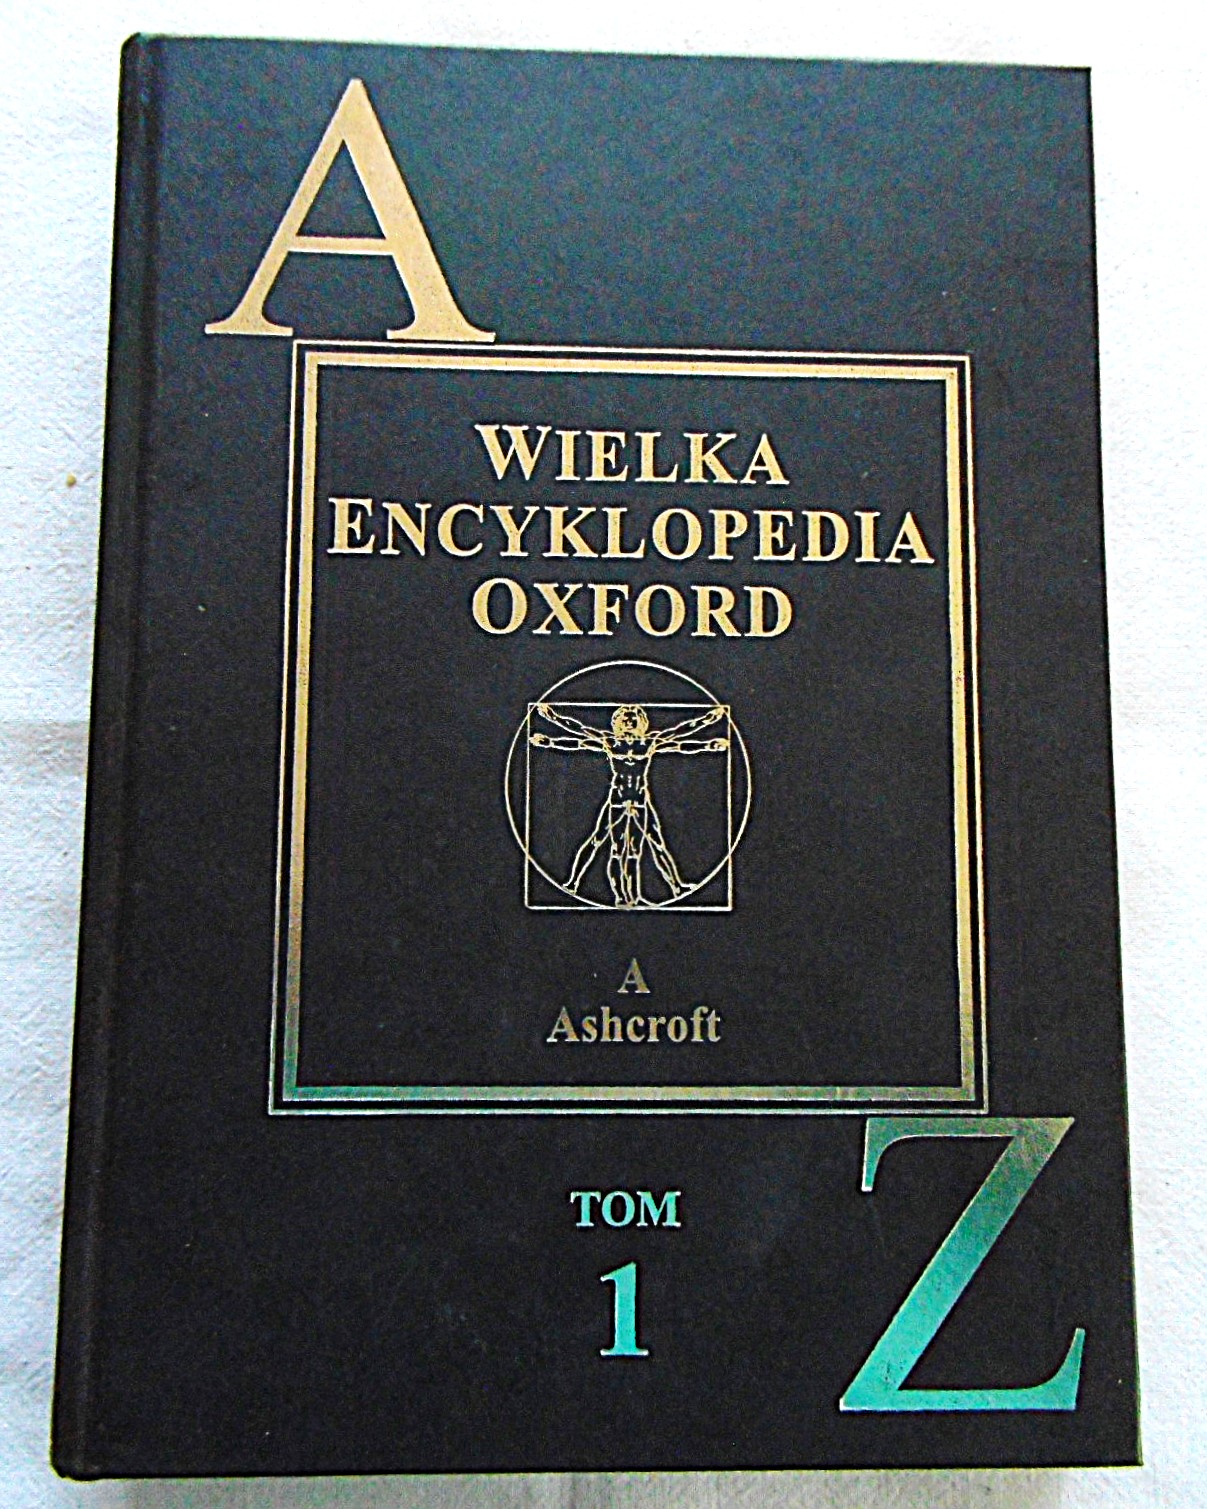 A
WIELKA
ENCYKLOPEDIA
OXFORD
A
Ashcroft
TOM
1
Z